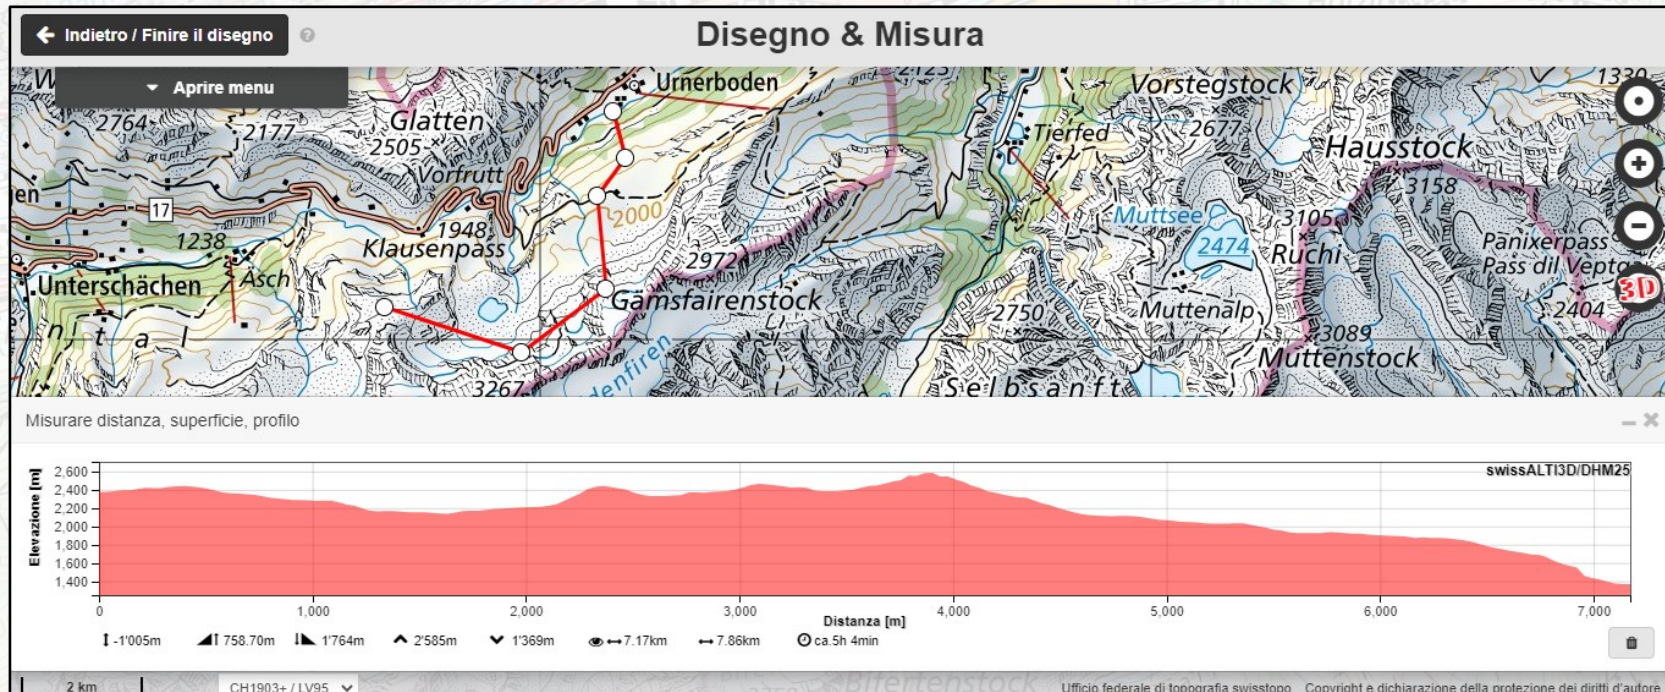 Indietro / Finire il disegno
Disegno & Misura
Aprire menu
Urnerboden
2123
Vorstegstock
1330
2764
2177
Glatten
2505
Tierfed
2677
Hausstock
Vorfrutt
3158
17
2000
Muttsee
3105
1948
1238
Klausenpass
2474
Ruchi
Panixerpass
Pass dil Vepto
2972
Unterschächen
Äsch
Gämsfairenstock
3D
2750
Muttenalp
2404
n t a l
3089
Muttenstock
3267
denfiren
Selbsanft
Misurare distanza, superficie, profilo
Elevazione [m]
swissALTI3D/DHM25
2,600
2,400
2,200
2,000
1,800
1,600
1,400
0 1,000 2,000 3,000 4,000 5,000 6,000 7,000
Distanza [m]
-1'005m 758.70m 1'764m 2'585m 1'369m 7.17km 7.86km ca.5h 4min
2 km
CH1903+ / LV95
Bifertenstock
Ufficio federale di topografia swisstopo Copyright e dichiarazione della protezione dei diritti d'autore